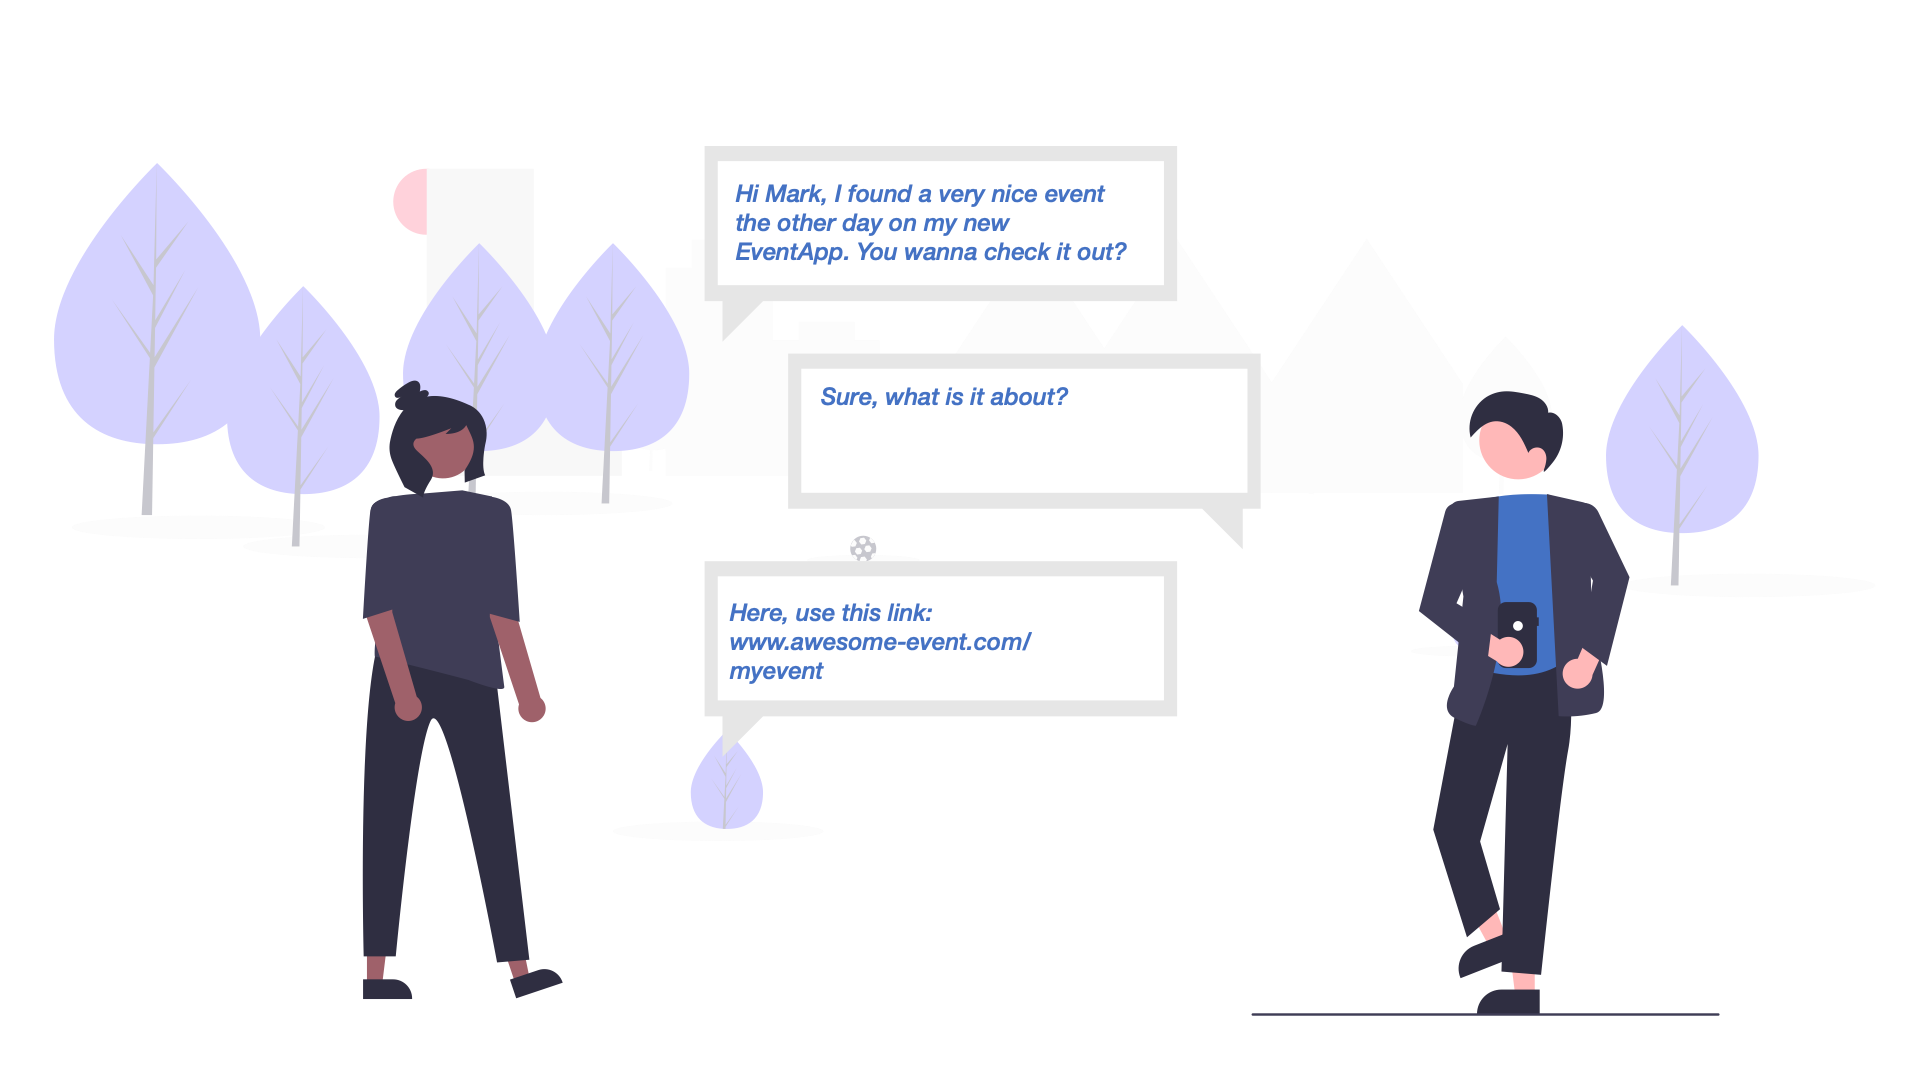 Hi Mark, I found a very nice event
the other day on my new
EventApp. You wanna check it out?
Sure, what is it about?
Here, use this link:
www.awesome-event.com/
myevent